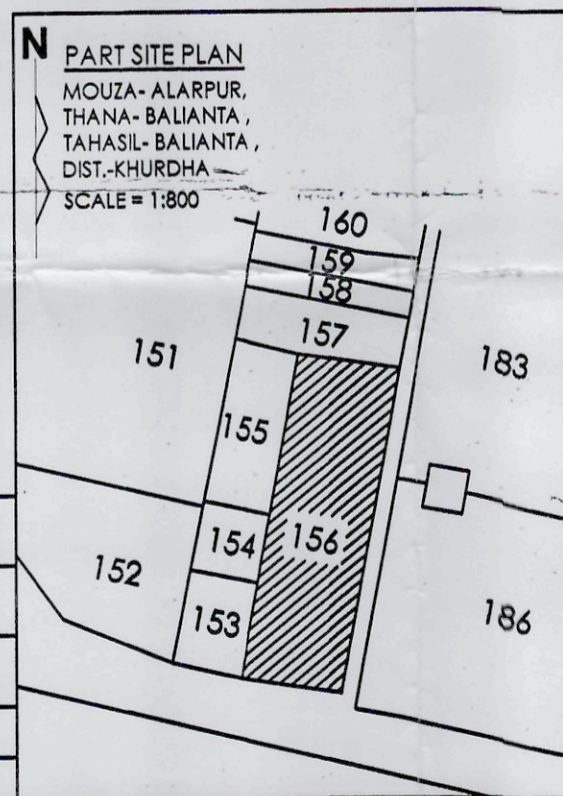 N
PART SITE PLAN
MOUZA- ALARPUR,
THANA- BALIANTA ,
TAHASIL- BALIANTA ,
DIST.-KHURDHA
SCALE = 1:800
160
159
158
157
151
183
155
154
156
152
153
186